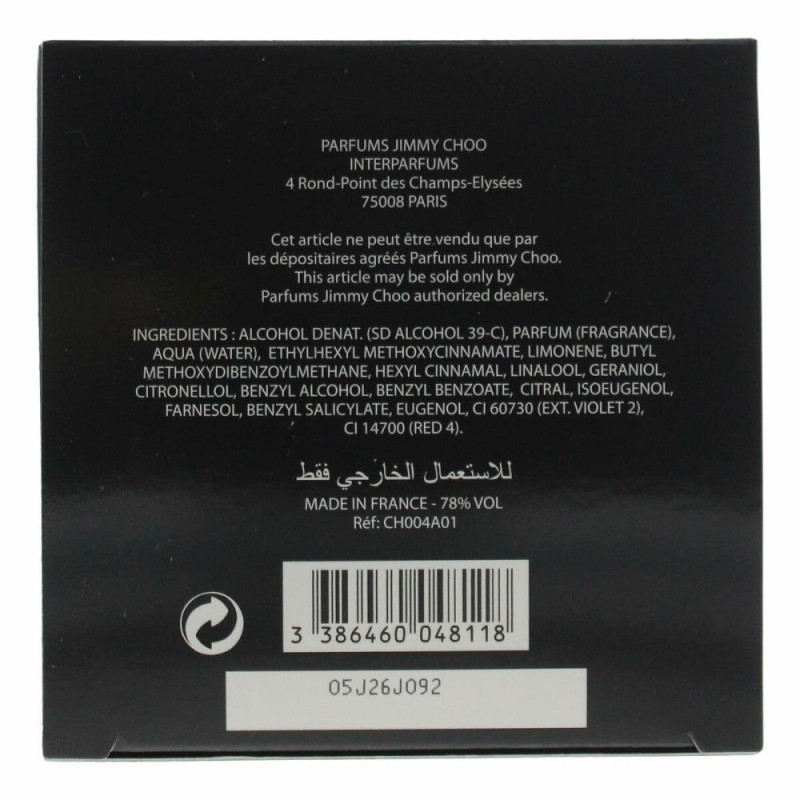 PARFUMS JIMMY CHOO
INTERPARFUMS
4 Rond-Point des Champs-Elysées
75008 PARIS
Cet article ne peut être vendu que par
les dépositaires agréés Parfums Jimmy Choo.
This article may be sold only by
Parfums Jimmy Choo authorized dealers.
INGREDIENTS : ALCOHOL DENAT. (SD ALCOHOL 39-C), PARFUM (FRAGRANCE),
AQUA (WATER), ETHYLHEXYL METHOXYCINNAMATE, LIMONENE, BUTYL
METHOXYDIBENZOYLMETHANE, HEXYL CINNAMAL, LINALOOL, GERANIOL,
CITRONELLOL, BENZYL ALCOHOL, BENZYL BENZOATE, CITRAL, ISOEUGENOL,
FARNESOL, BENZYL SALICYLATE, EUGENOL, CI 60730 (EXT. VIOLET 2),
CI 14700 (RED 4).
للاستعمال الخارجي فقط
MADE IN FRANCE - 78% VOL
Réf: CH004A01
3 386460 048118
05J26J092